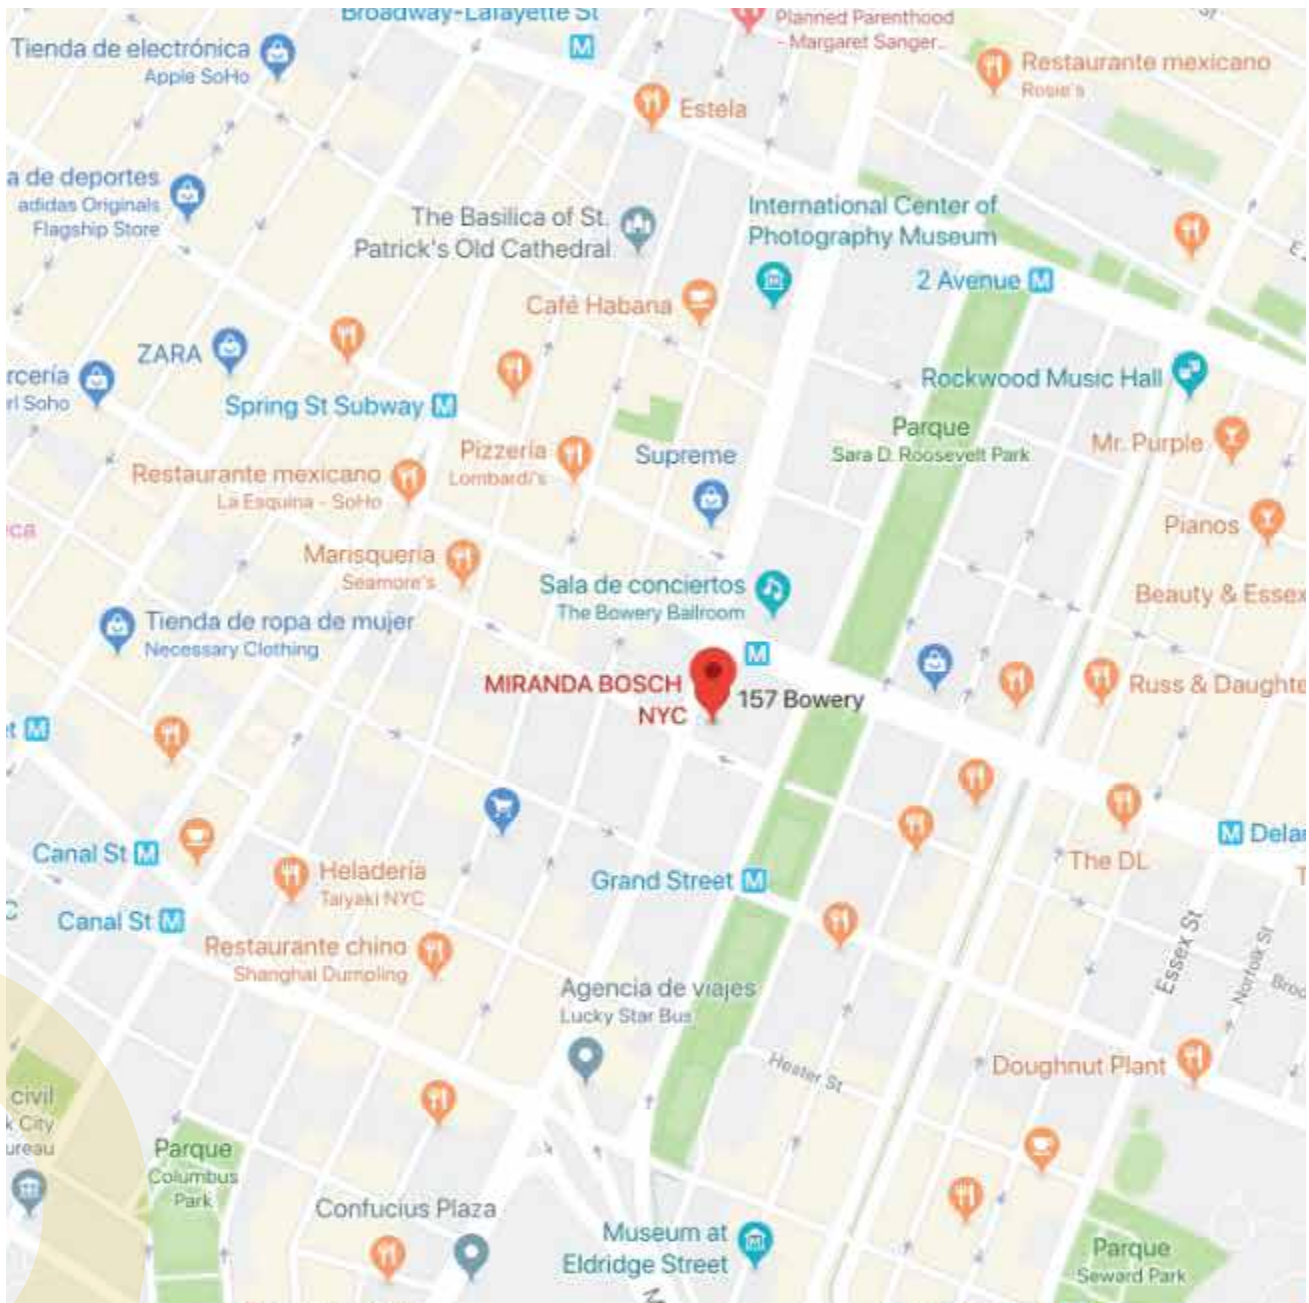 Broadway-Lafayette St
Planned Parenthood
- Margaret Sanger...
Tienda de electrónica
Apple SoHo
Restaurante mexicano
Rosie's
Estela
a de deportes
adidas Originals
Flagship Store
The Basilica of St.
Patrick's Old Cathedral
International Center of
Photography Museum
2 Avenue
Café Habana
ZARA
rcería
rl Soho
Rockwood Music Hall
Spring St Subway
Parque
Sara D. Roosevelt Park
Mr. Purple
Pizzería
Lombardi's
Supreme
Restaurante mexicano
La Esquina - SoHo
Pianos
Marisquería
Seamore's
Sala de conciertos
The Bowery Ballroom
Beauty & Essex
Tienda de ropa de mujer
Necessary Clothing
MIRANDA BOSCH
NYC
157 Bowery
Russ & Daughte
Canal St
Delan
The DL
Heladería
Taiyaki NYC
Grand Street
Canal St
Restaurante chino
Shanghai Dumpling
Essex St
Norfolk St
Agencia de viajes
Lucky Star Bus
Hester St
Doughnut Plant
civil
k City
ureau
Parque
Columbus
Park
Confucius Plaza
Museum at
Eldridge Street
Parque
Seward Park